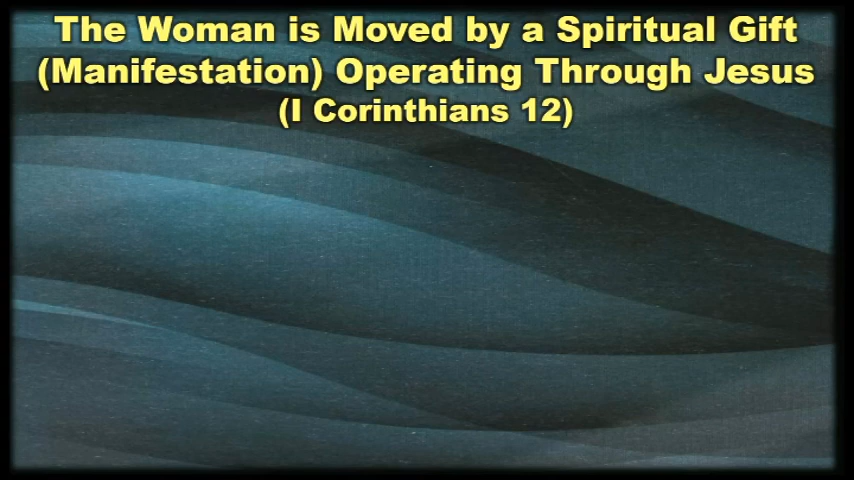 The Woman is Moved by a Spiritual Gift
(Manifestation) Operating Through Jesus
(I Corinthians 12)